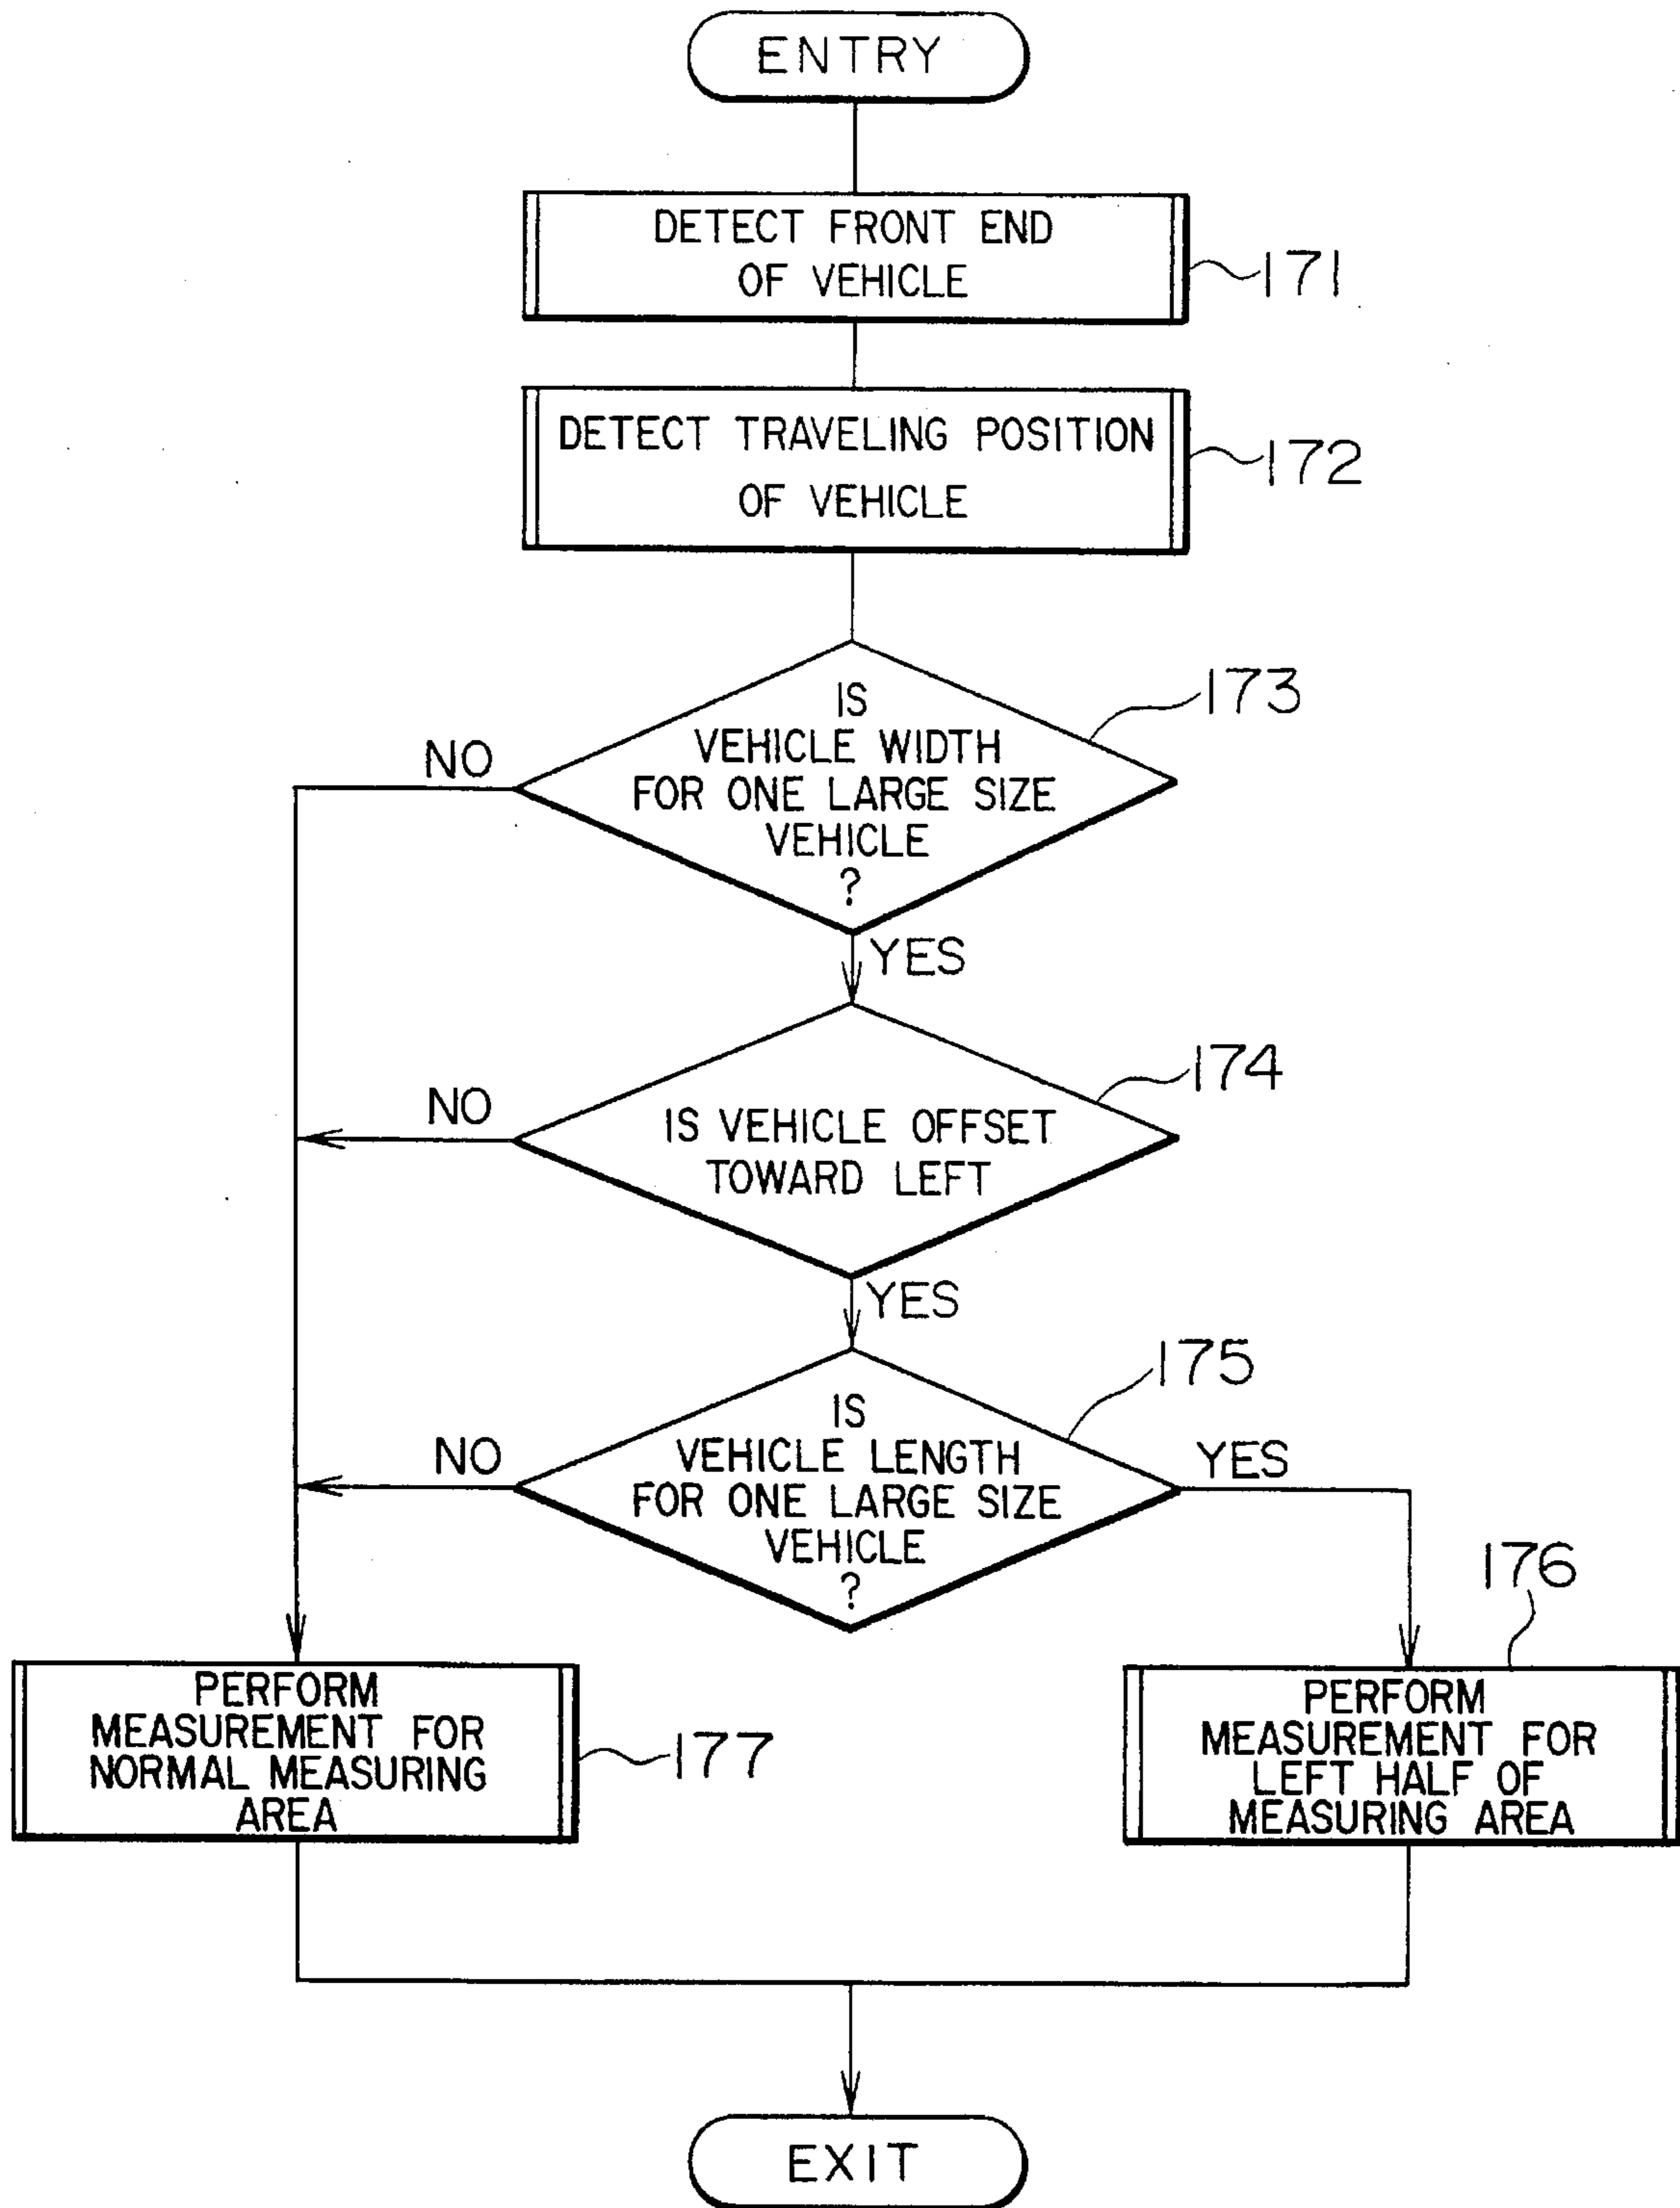 ENTRY
DETECT FRONT END
OF VEHICLE
171
DETECT TRAVELING POSITION
OF VEHICLE
172
IS
VEHICLE WIDTH
FOR ONE LARGE SIZE
VEHICLE
?
173
NO
YES
IS VEHICLE OFFSET
TOWARD LEFT
174
NO
YES
IS
VEHICLE LENGTH
FOR ONE LARGE SIZE
VEHICLE
?
175
NO
YES
176
PERFORM
MEASUREMENT FOR
NORMAL MEASURING
AREA
177
PERFORM
MEASUREMENT FOR
LEFT HALF OF
MEASURING AREA
EXIT